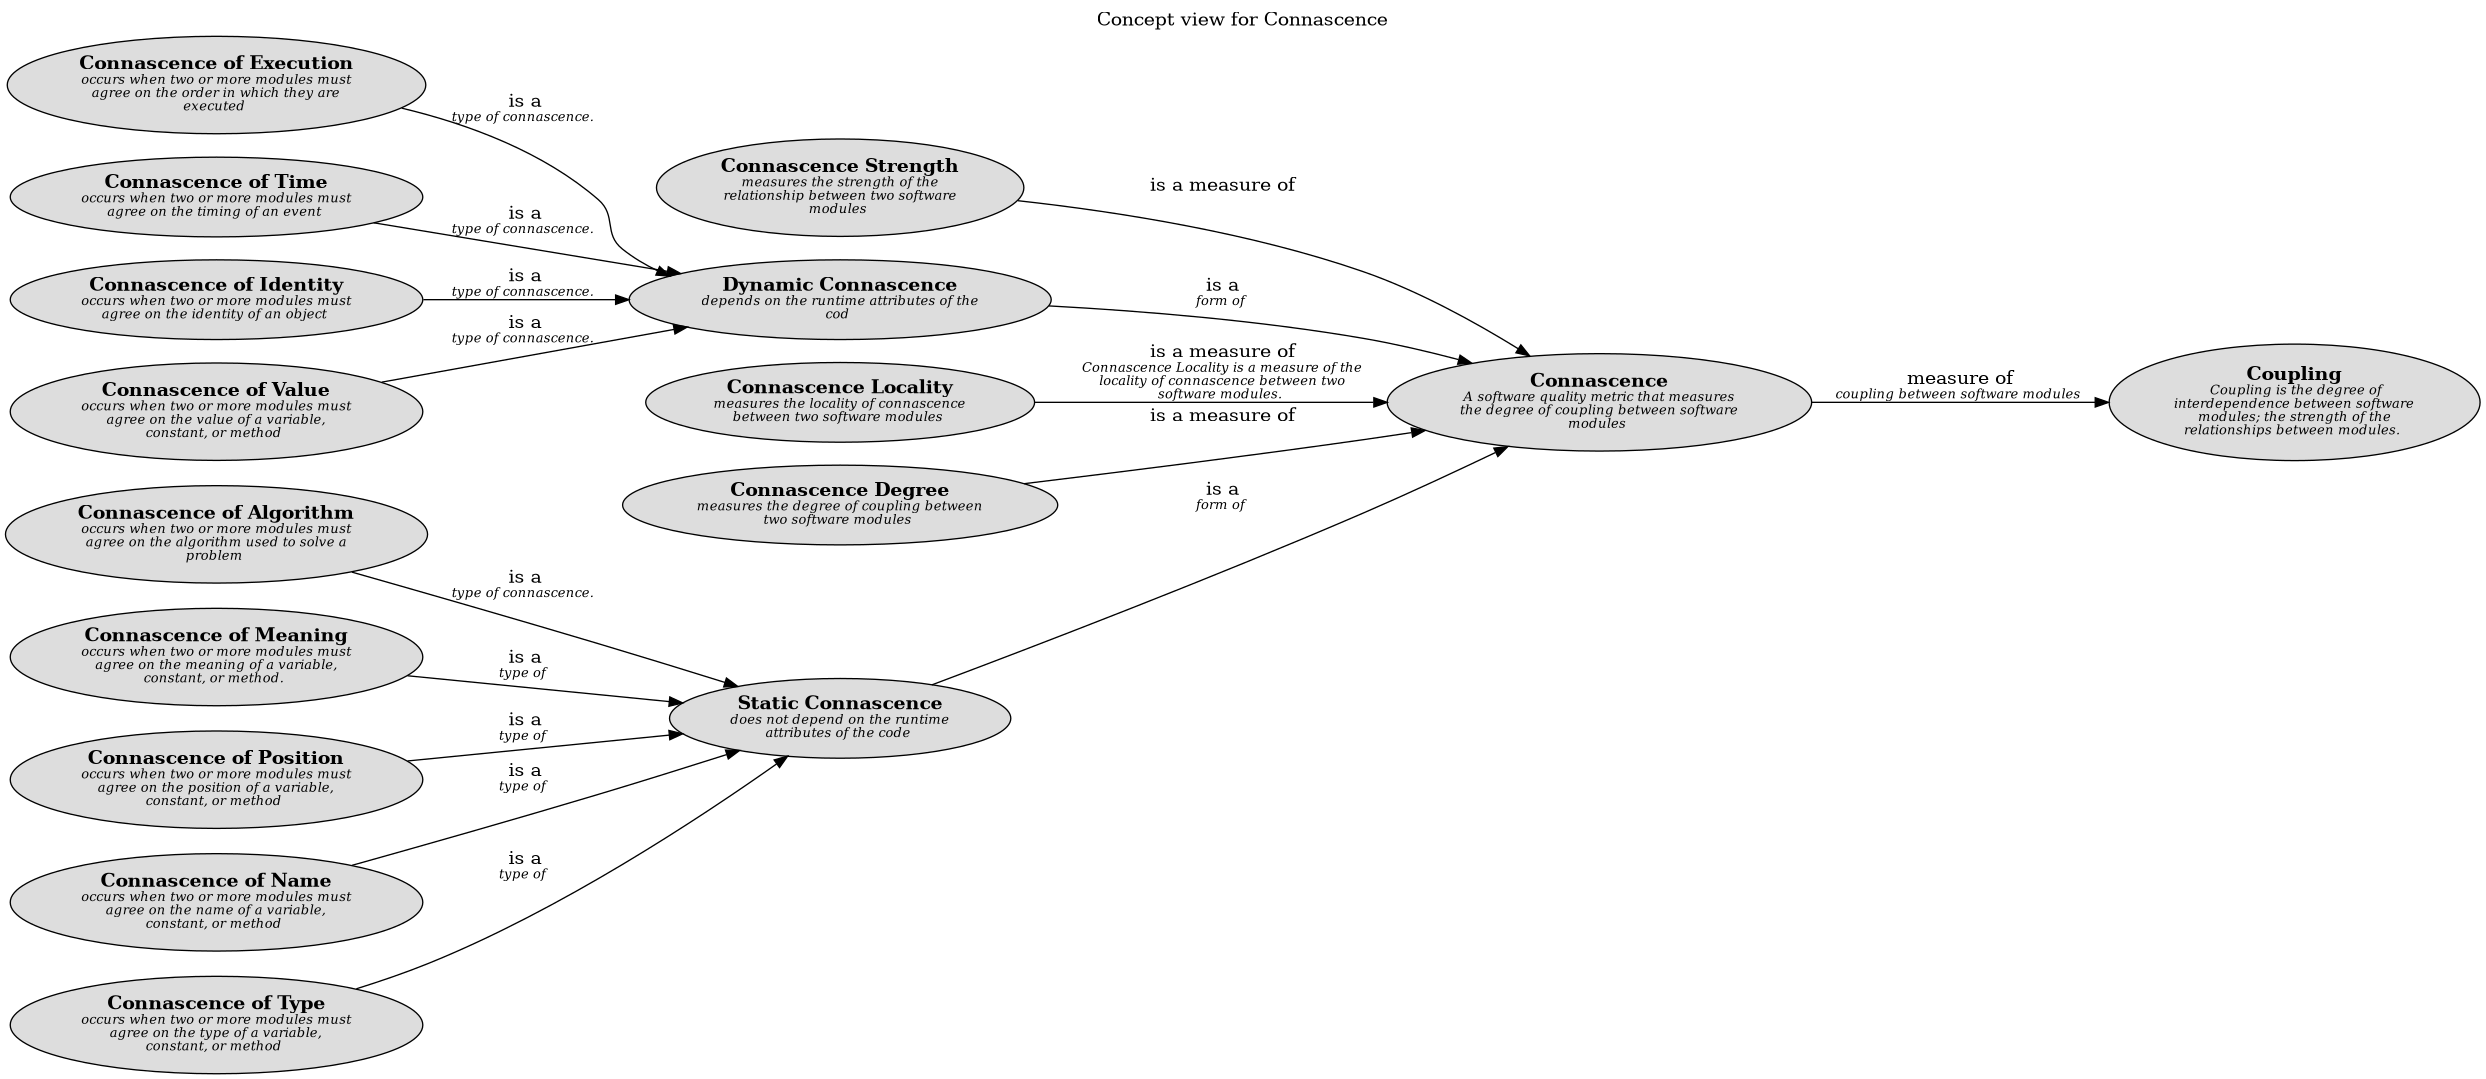 Concept view for Connascence
Connascence of Execution
occurs when two or more modules must
agree on the order in which they are
executed
is a
type of connascence.
Connascence of Time
occurs when two or more modules must
agree on the timing of an event
is a
type of connascence.
Connascence of Identity
occurs when two or more modules must
agree on the identity of an object
is a
type of connascence.
Connascence of Value
occurs when two or more modules must
agree on the value of a variable,
constant, or method
is a
type of connascence.
Connascence of Algorithm
occurs when two or more modules must
agree on the algorithm used to solve a
problem
is a
type of connascence.
Connascence of Meaning
occurs when two or more modules must
agree on the meaning of a variable,
constant, or method.
is a
type of
Connascence of Position
occurs when two or more modules must
agree on the position of a variable,
constant, or method
is a
type of
Connascence of Name
occurs when two or more modules must
agree on the name of a variable,
constant, or method
is a
type of
Connascence of Type
occurs when two or more modules must
agree on the type of a variable,
constant, or method
is a
type of
Connascence Strength
measures the strength of the
relationship between two software
modules
is a measure of
Dynamic Connascence
depends on the runtime attributes of the
cod
is a
form of
Connascence Locality
measures the locality of connascence
between two software modules
is a measure of
Connascence Locality is a measure of the
locality of connascence between two
software modules.
Connascence Degree
measures the degree of coupling between
two software modules
is a measure of
Static Connascence
does not depend on the runtime
attributes of the code
is a
form of
Connascence
A software quality metric that measures
the degree of coupling between software
modules
measure of
coupling between software modules
Coupling
Coupling is the degree of
interdependence between software
modules; the strength of the
relationships between modules.